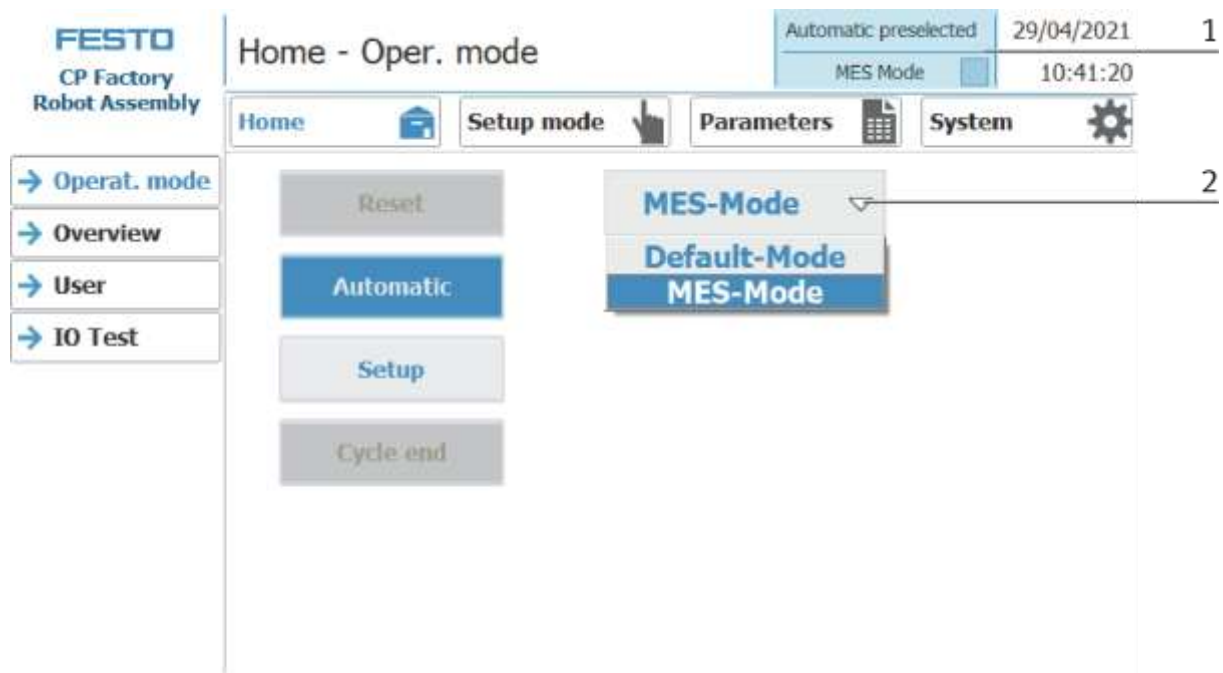 FESTO
CP Factory
Robot Assembly
Home - Oper. mode
Automatic preselected
MES Mode
29/04/2021
10:41:20
1
Home
Setup mode
Parameters
System
Operat. mode
Overview
User
IO Test
Reset
Automatic
Setup
Cycle end
MES-Mode
Default-Mode
MES-Mode
2